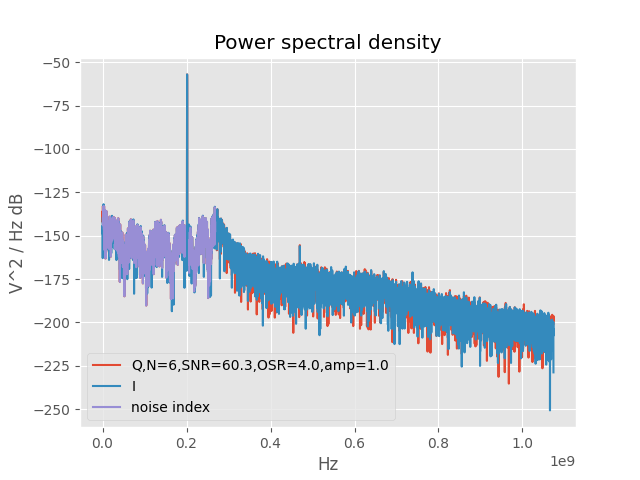 Power spectral density
−50
−75
−100
−125
−150
−175
−200
−225
−250
V^2 / Hz dB
Q,N=6,SNR=60.3,OSR=4.0,amp=1.0
I
noise index
0.0 0.2 0.4 0.6 0.8 1.0
1e9
Hz